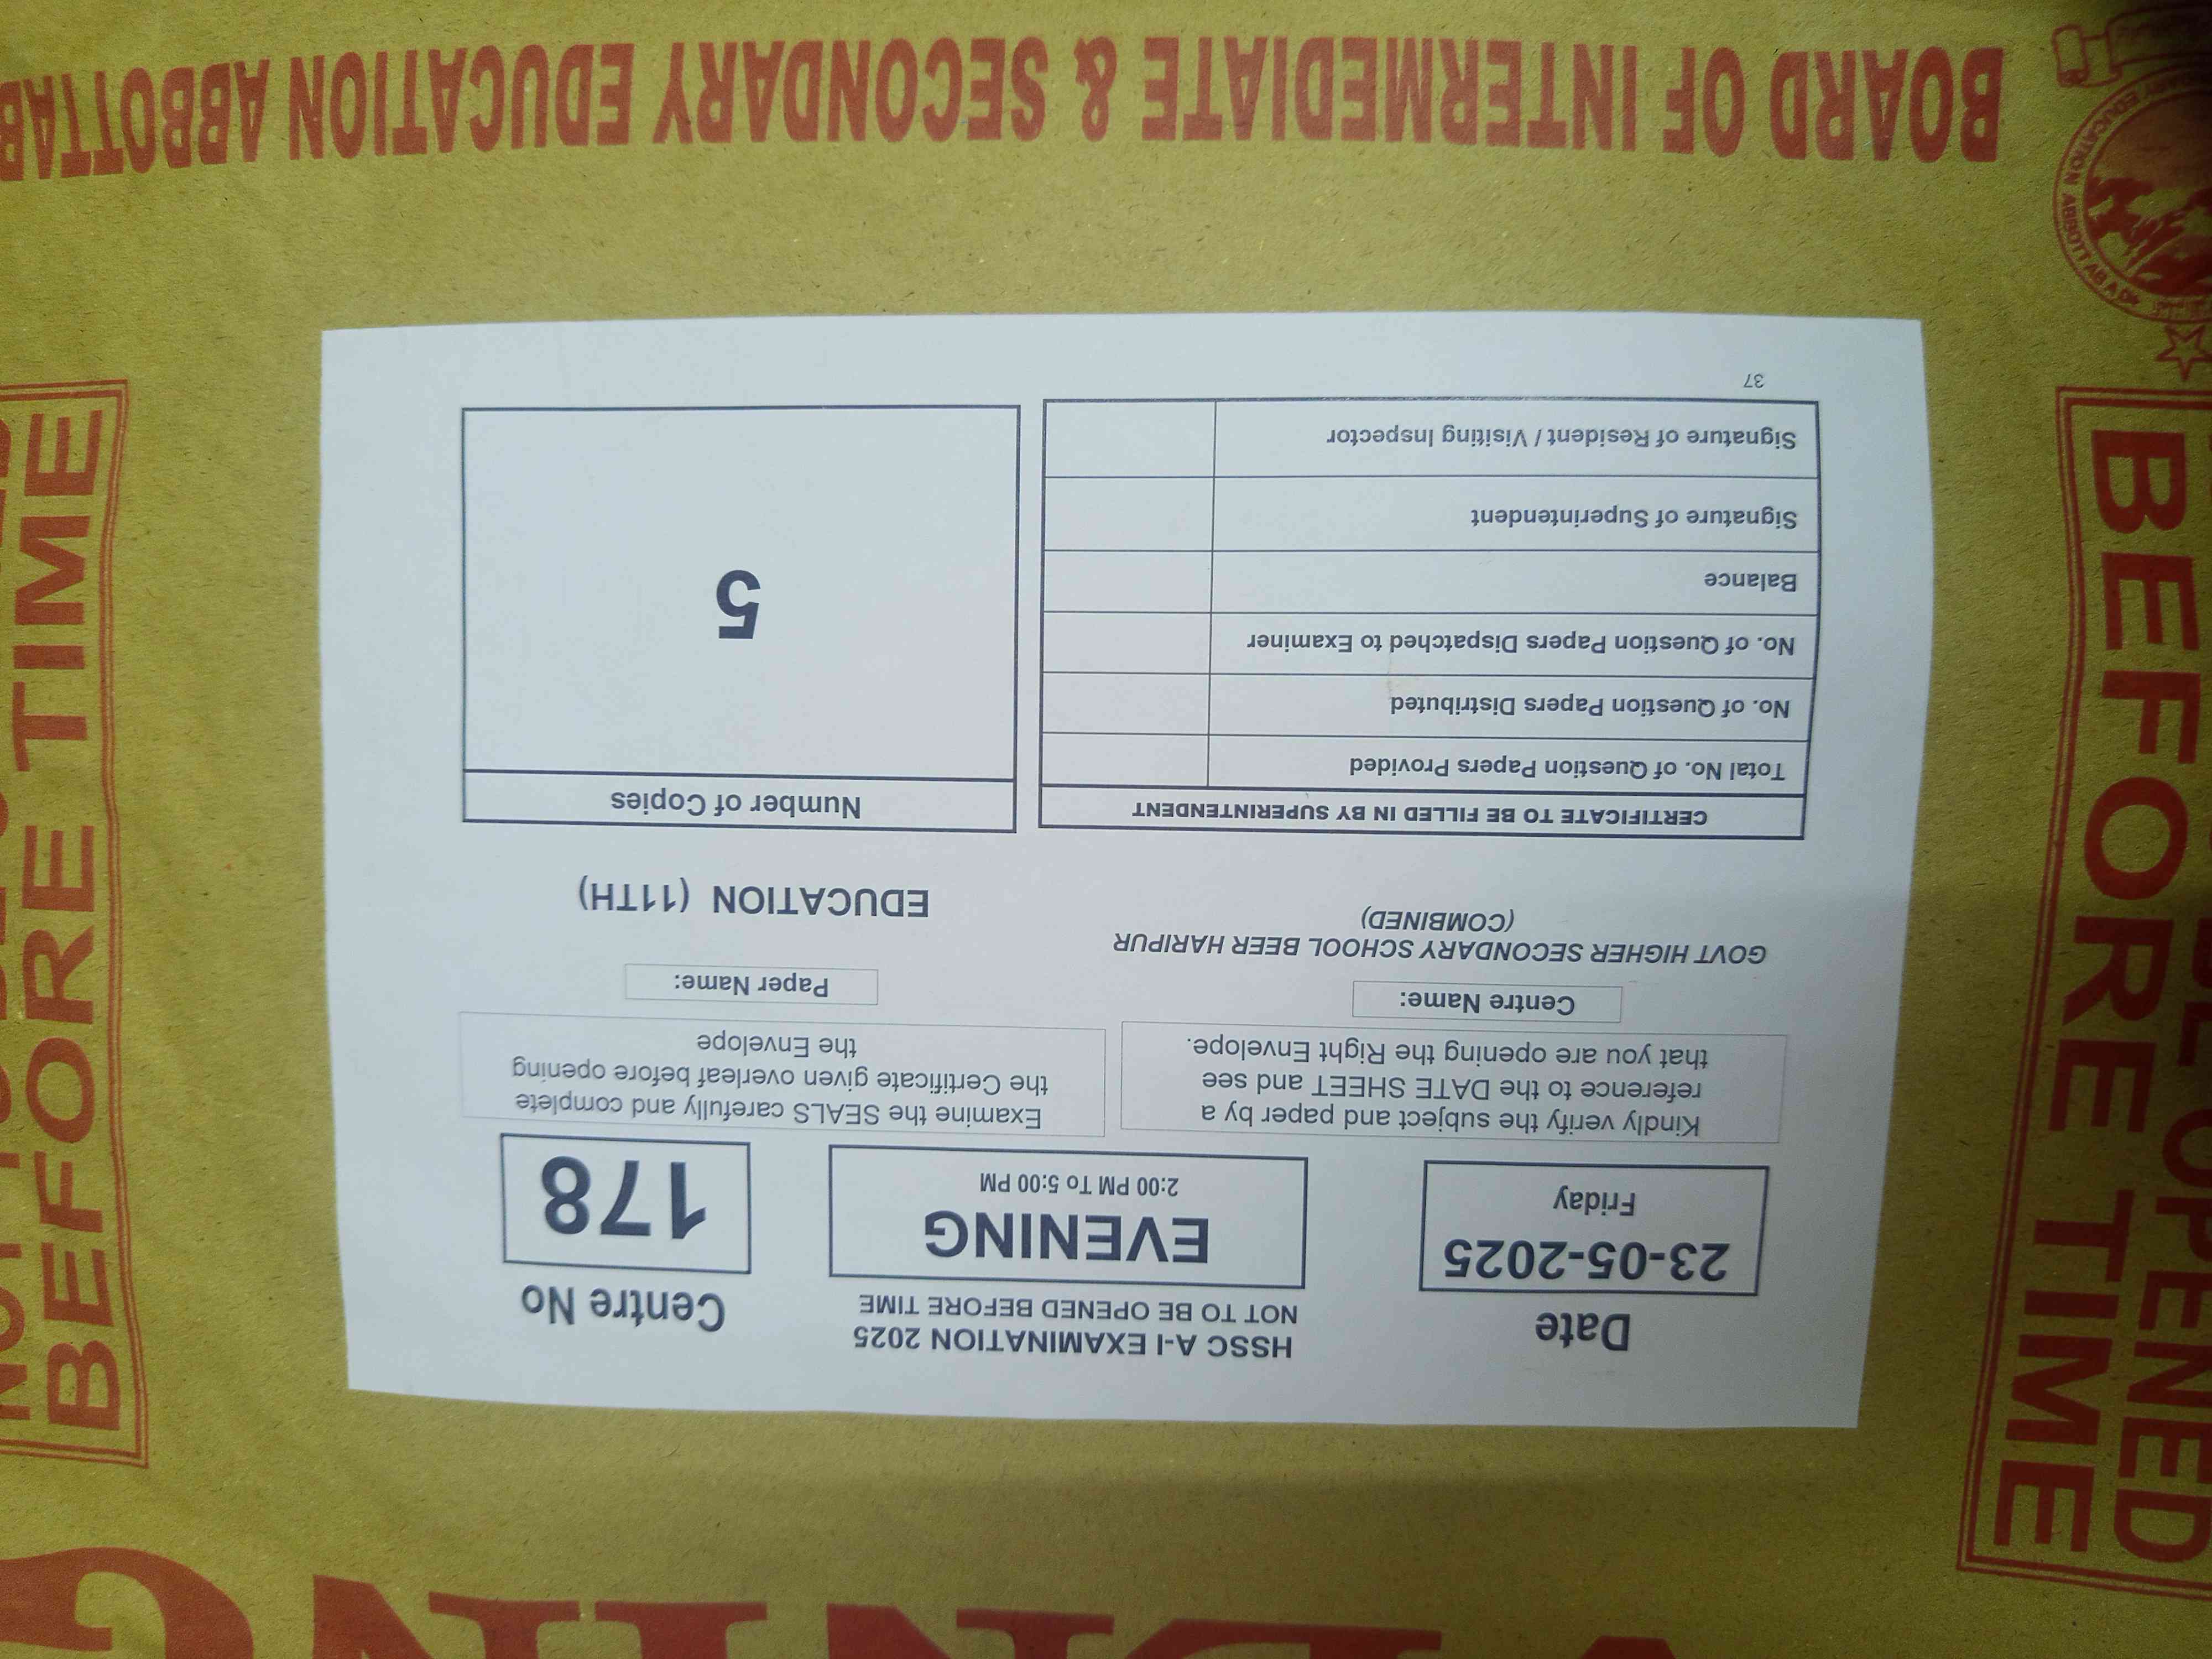 HSSC A-I EXAMINATION 2025
NOT TO BE OPENED BEFORE TIME
Date
23-05-2025
Friday
EVENING
2:00 PM To 5:00 PM
Centre No
178
Kindly verify the subject and paper by a
reference to the DATE SHEET and see
that you are opening the Right Envelope.
Examine the SEALS carefully and complete
the Certificate given overleaf before opening
the Envelope
Centre Name:
GOVT HIGHER SECONDARY SCHOOL BEER HARIPUR
(COMBINED)
Paper Name:
EDUCATION (11TH)
CERTIFICATE TO BE FILLED IN BY SUPERINTENDENT
Total No. of Question Papers Provided
No. of Question Papers Distributed
No. of Question Papers Dispatched to Examiner
Balance
Signature of Superintendent
Signature of Resident / Visiting Inspector
Number of Copies
5
37
BOARD OF INTERMEDIATE & SECONDARY EDUCATION ABBOTTAB
BE OPENED
BEFORE TIME
BEFORE TIME
EDUCATION ABBOTTABAD